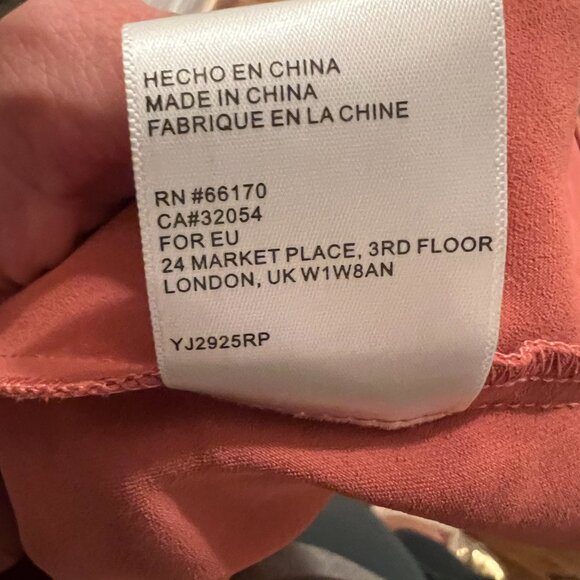 HECHO EN CHINA
MADE IN CHINA
FABRIQUE EN LA CHINE
RN #66170
CA#32054
FOR EU
24 MARKET PLACE, 3RD FLOOR
LONDON, UK W1W8AN
YJ2925RP